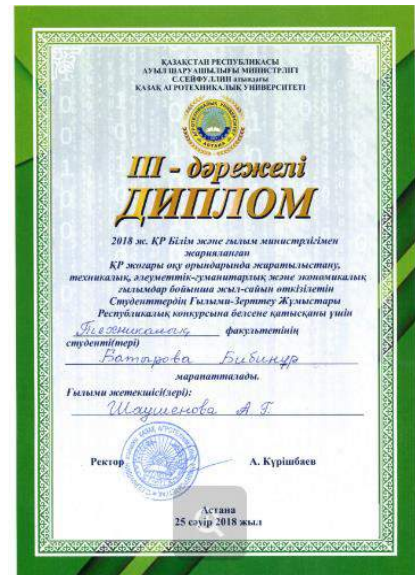 ҚАЗАҚСТАН РЕСПУБЛИКАСЫ
АУЫЛ ШАРУАШЫЛЫҒЫ МИНИСТРЛІГІ
С.СЕЙФУЛЛИН атындағы
ҚАЗАҚ АГРОТЕХНИКАЛЫҚ УНИВЕРСИТЕТІ
АСТАНА
III - дәрежелі
ДИПЛОМ
2018 ж. ҚР Білім және ғылым министрлігімен
жарияланған
ҚР жоғары оқу орындарында жаратылыстану,
техникалық, әлеуметтік-гуманитарлық және экономикалық
ғылымдар бойынша жыл-сайын өткізілетін
Студенттердің Ғылыми-Зерттеу Жұмыстары
Республикалық конкурсына белсене қатысқаны үшін
Техникалық факультетінің
студенті(тері)
Батырова Бибинұр
марапатталады.
Ғылыми жетекшісі(лері):
Шаушенова А Г.
Ректор А. Күрішбаев
Астана
25 сәуір 2018 жыл